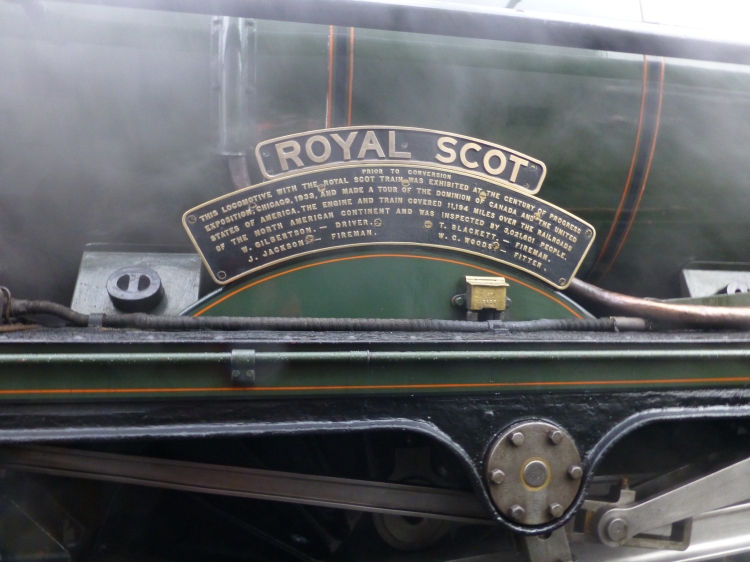 ROYAL SCOT
PRIOR TO CONVERSION
THIS LOCOMOTIVE WITH THE ROYAL SCOT TRAIN WAS EXHIBITED AT THE CENTURY OF PROGRESS
EXPOSITION, CHICAGO, 1933, AND MADE A TOUR OF THE DOMINION OF CANADA AND THE UNITED
STATES OF AMERICA. THE ENGINE AND TRAIN COVERED 11,194 MILES OVER THE RAILROADS
OF THE NORTH AMERICAN CONTINENT AND WAS INSPECTED BY 3,021,601 PEOPLE.
W. GILBERTSON. — DRIVER. T. BLACKETT. — FIREMAN.
J. JACKSON. — FIREMAN. W. C. WOODS. — FITTER.